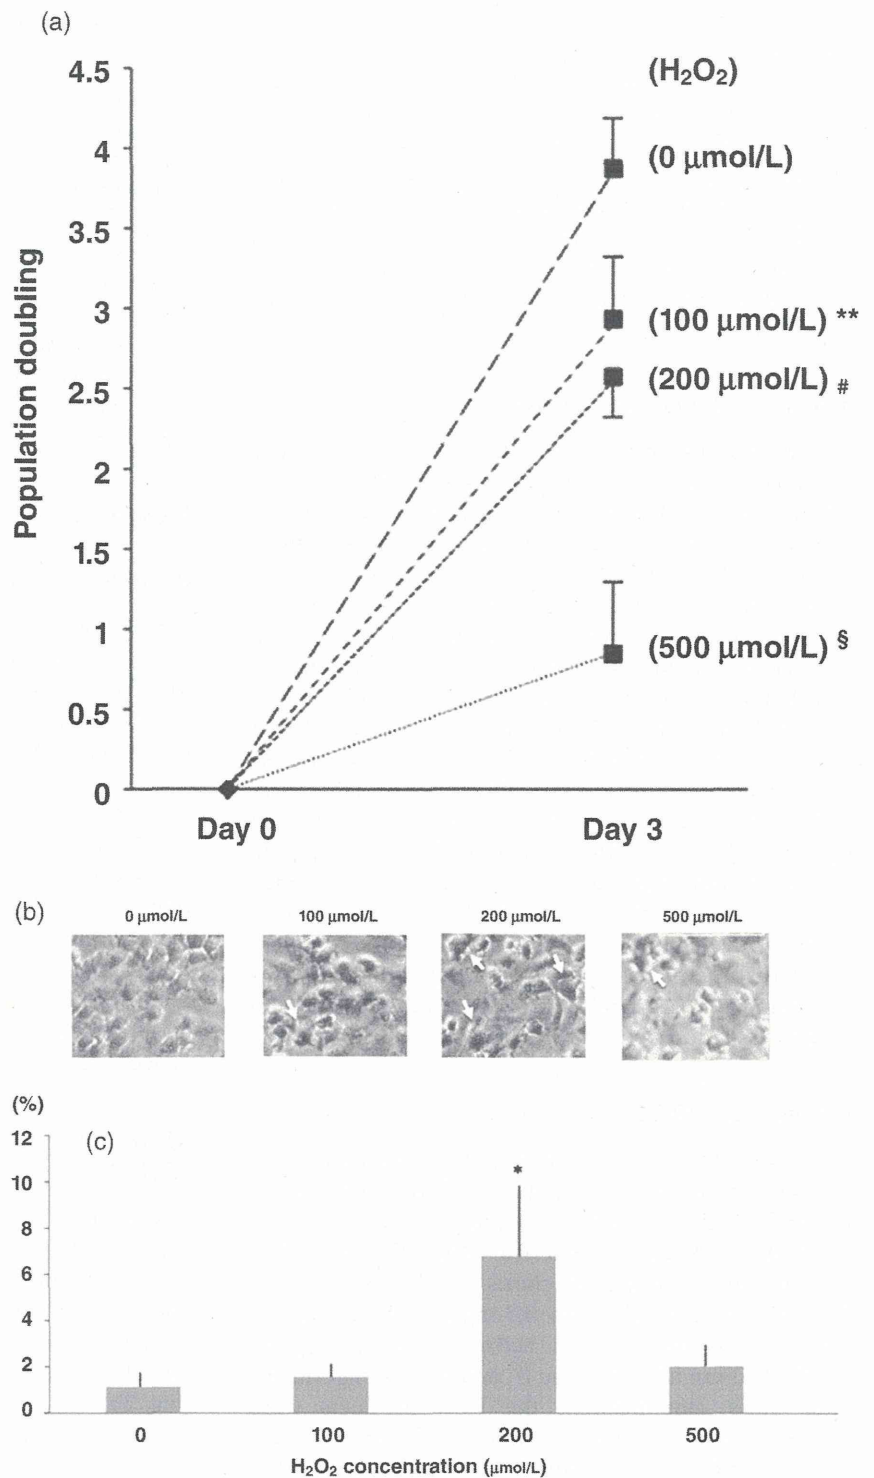 (a)
(H₂O₂)
4.5
4
3.5
3
2.5
2
1.5
1
0.5
0
Population doubling
(0 µmol/L)
(100 µmol/L) **
(200 µmol/L) #
(500 µmol/L) §
Day 0 Day 3
(b)
0 µmol/L 100 µmol/L 200 µmol/L 500 µmol/L
(%)
(c)
12
10
8
6
4
2
0
*
0 100 200 500
H₂O₂ concentration (µmol/L)